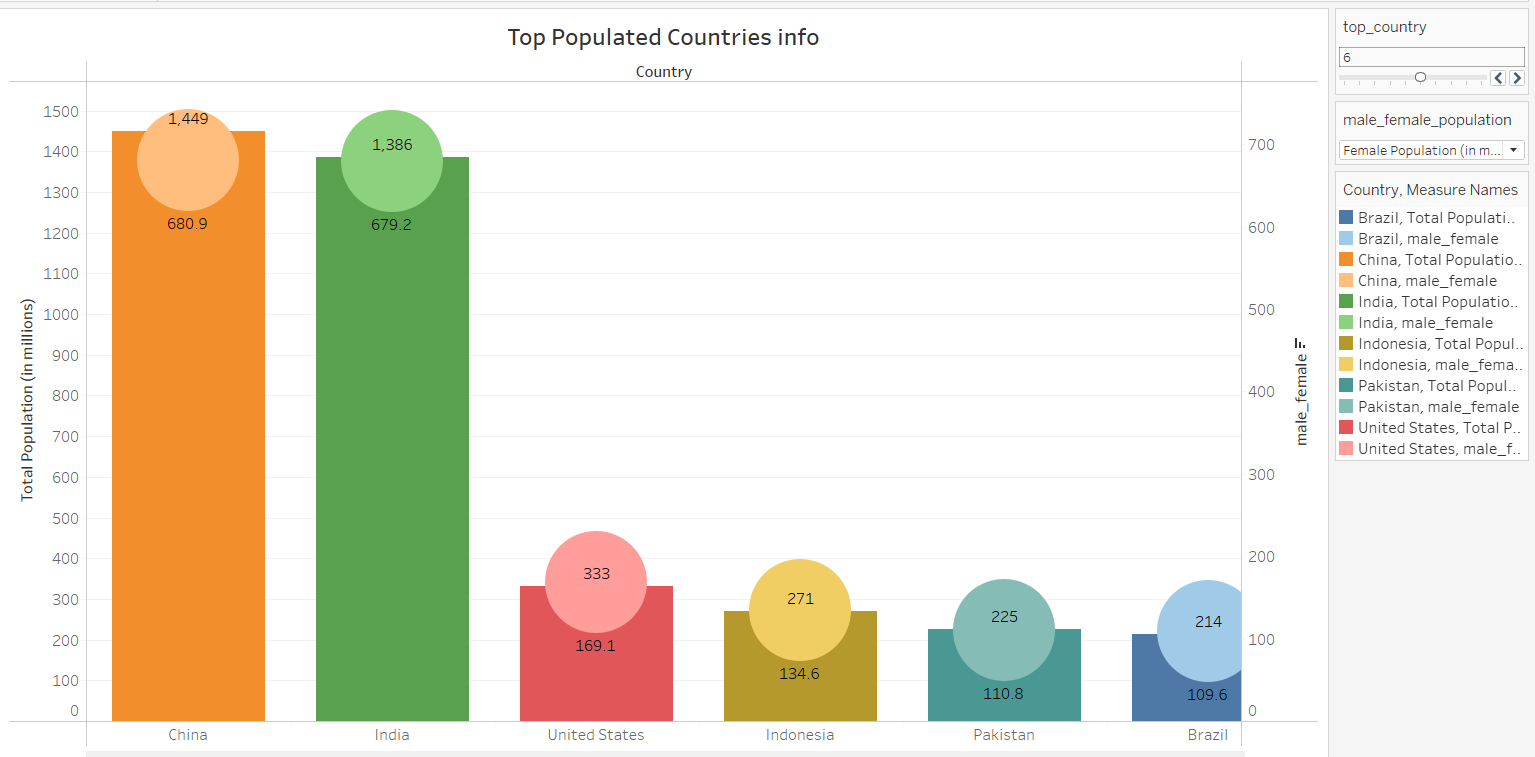 Top Populated Countries info
Country
Total Population (in millions)
1500
1400
1300
1200
1100
1000
900
800
700
600
500
400
300
200
100
0
1,449
680.9
1,386
679.2
333
169.1
271
134.6
225
110.8
214
109.6
China
India
United States
Indonesia
Pakistan
Brazil
700
600
500
400
300
200
100
0
male_female
top_country
6
male_female_population
Female Population (in m...
Country, Measure Names
Brazil, Total Populati..
Brazil, male_female
China, Total Populatio..
China, male_female
India, Total Populatio..
India, male_female
Indonesia, Total Popul..
Indonesia, male_fema..
Pakistan, Total Popul..
Pakistan, male_female
United States, Total P..
United States, male_f..